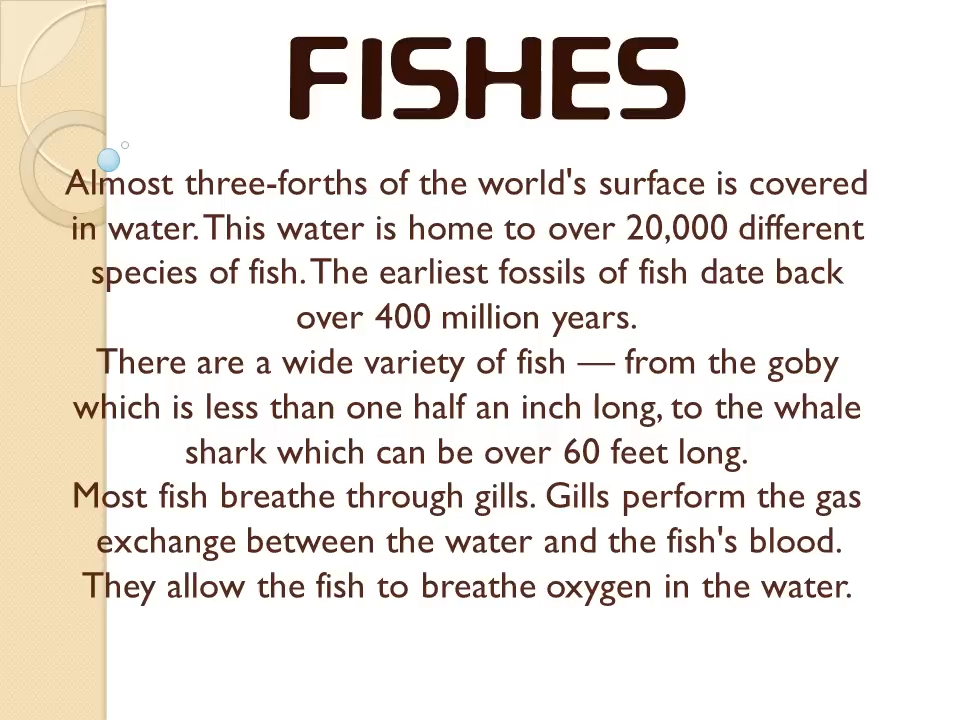 FISHES
Almost three-forths of the world's surface is covered
in water. This water is home to over 20,000 different
species of fish. The earliest fossils of fish date back
over 400 million years.
There are a wide variety of fish — from the goby
which is less than one half an inch long, to the whale
shark which can be over 60 feet long.
Most fish breathe through gills. Gills perform the gas
exchange between the water and the fish's blood.
They allow the fish to breathe oxygen in the water.